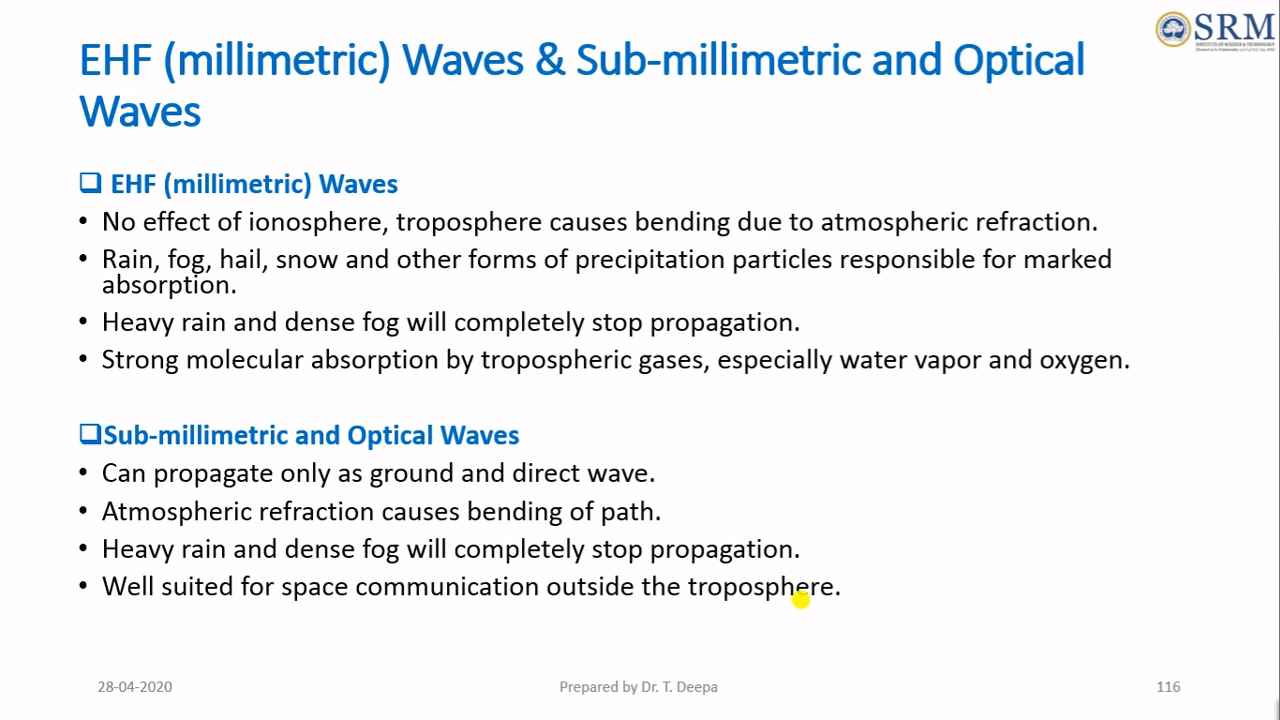 SRM
INSTITUTE OF SCIENCE & TECHNOLOGY
EHF (millimetric) Waves & Sub-millimetric and Optical
Waves
EHF (millimetric) Waves
• No effect of ionosphere, troposphere causes bending due to atmospheric refraction.
• Rain, fog, hail, snow and other forms of precipitation particles responsible for marked
absorption.
• Heavy rain and dense fog will completely stop propagation.
• Strong molecular absorption by tropospheric gases, especially water vapor and oxygen.
Sub-millimetric and Optical Waves
• Can propagate only as ground and direct wave.
• Atmospheric refraction causes bending of path.
• Heavy rain and dense fog will completely stop propagation.
• Well suited for space communication outside the troposphere.
28-04-2020
Prepared by Dr. T. Deepa
116